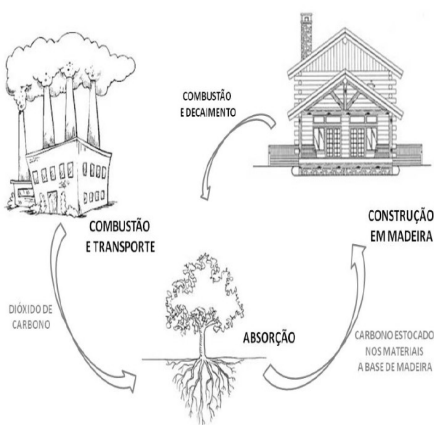 COMBUSTÃO
E DECAIMENTO
COMBUSTÃO
E TRANSPORTE
CONSTRUÇÃO
EM MADEIRA
DIÓXIDO DE
CARBONO
ABSORÇÃO
CARBONO ESTOCADO
NOS MATERIAIS
A BASE DE MADEIRA